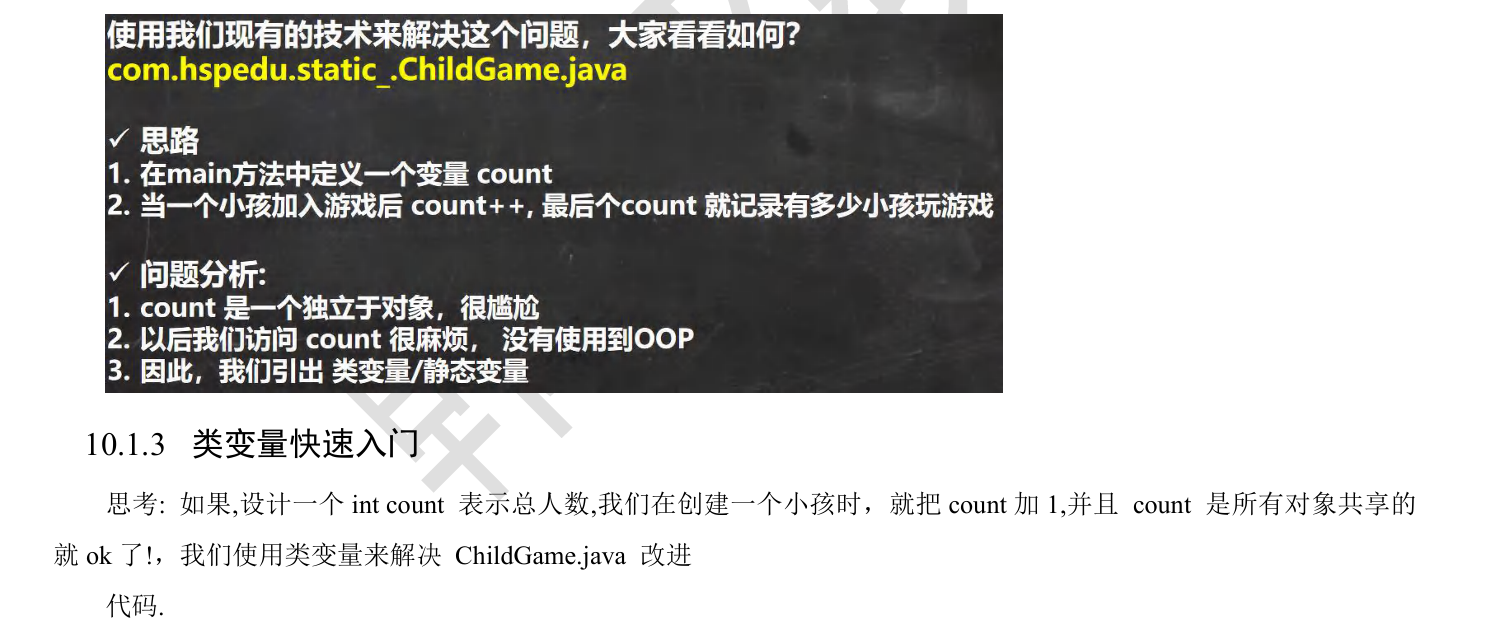 使用我们现有的技术来解决这个问题，大家看看如何？
com.hspedu.static_.ChildGame.java
✓ 思路
1. 在main方法中定义一个变量 count
2. 当一个小孩加入游戏后 count++, 最后个count 就记录有多少小孩玩游戏
✓ 问题分析:
1. count 是一个独立于对象，很尴尬
2. 以后我们访问 count 很麻烦， 没有使用到OOP
3. 因此，我们引出 类变量/静态变量
10.1.3 类变量快速入门
思考: 如果,设计一个 int count 表示总人数,我们在创建一个小孩时，就把 count 加 1,并且 count 是所有对象共享的
就 ok 了!，我们使用类变量来解决 ChildGame.java 改进
代码.